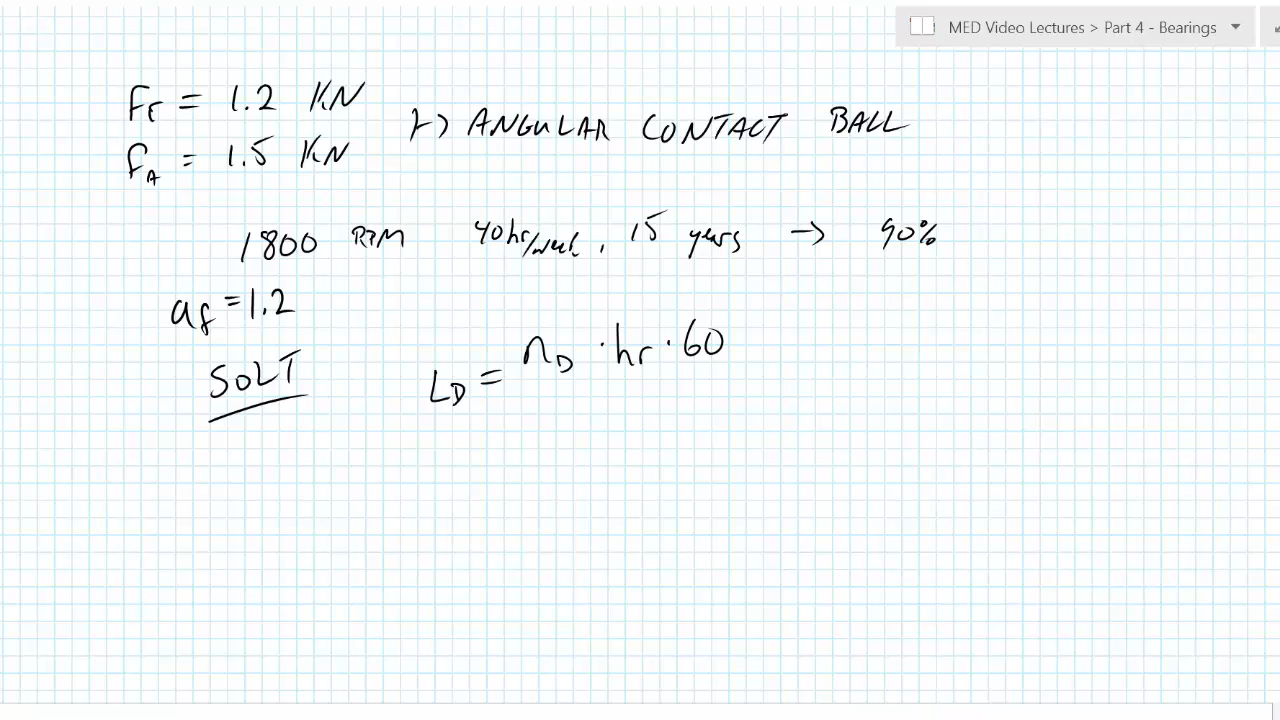 MED Video Lectures > Part 4 - Bearings
Fr = 1.2 KN
FA = 1.5 KN
↳ ANGULAR CONTACT BALL
1800 RPM 40hr/week, 15 years → 90%
af = 1.2
SOLT
LD = nD · hr · 60